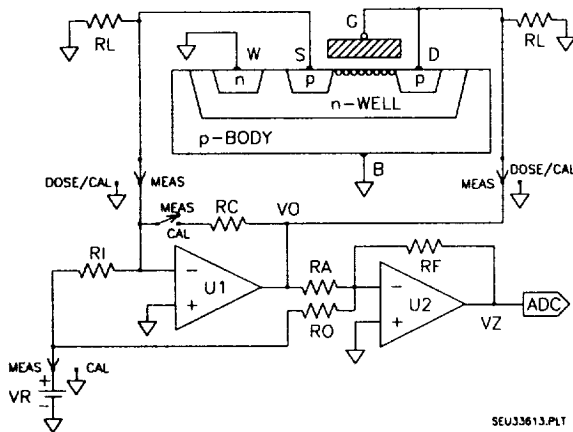 G
RL
W
S
D
RL
n
p
p
n-WELL
p-BODY
B
DOSE/CAL
MEAS
MEAS
DOSE/CAL
MEAS
RC
VO
CAL
RI
RA
RF
-
+
U1
RO
-
+
U2
VZ
ADC
MEAS
CAL
+
VR
-
SEU33613.PLT